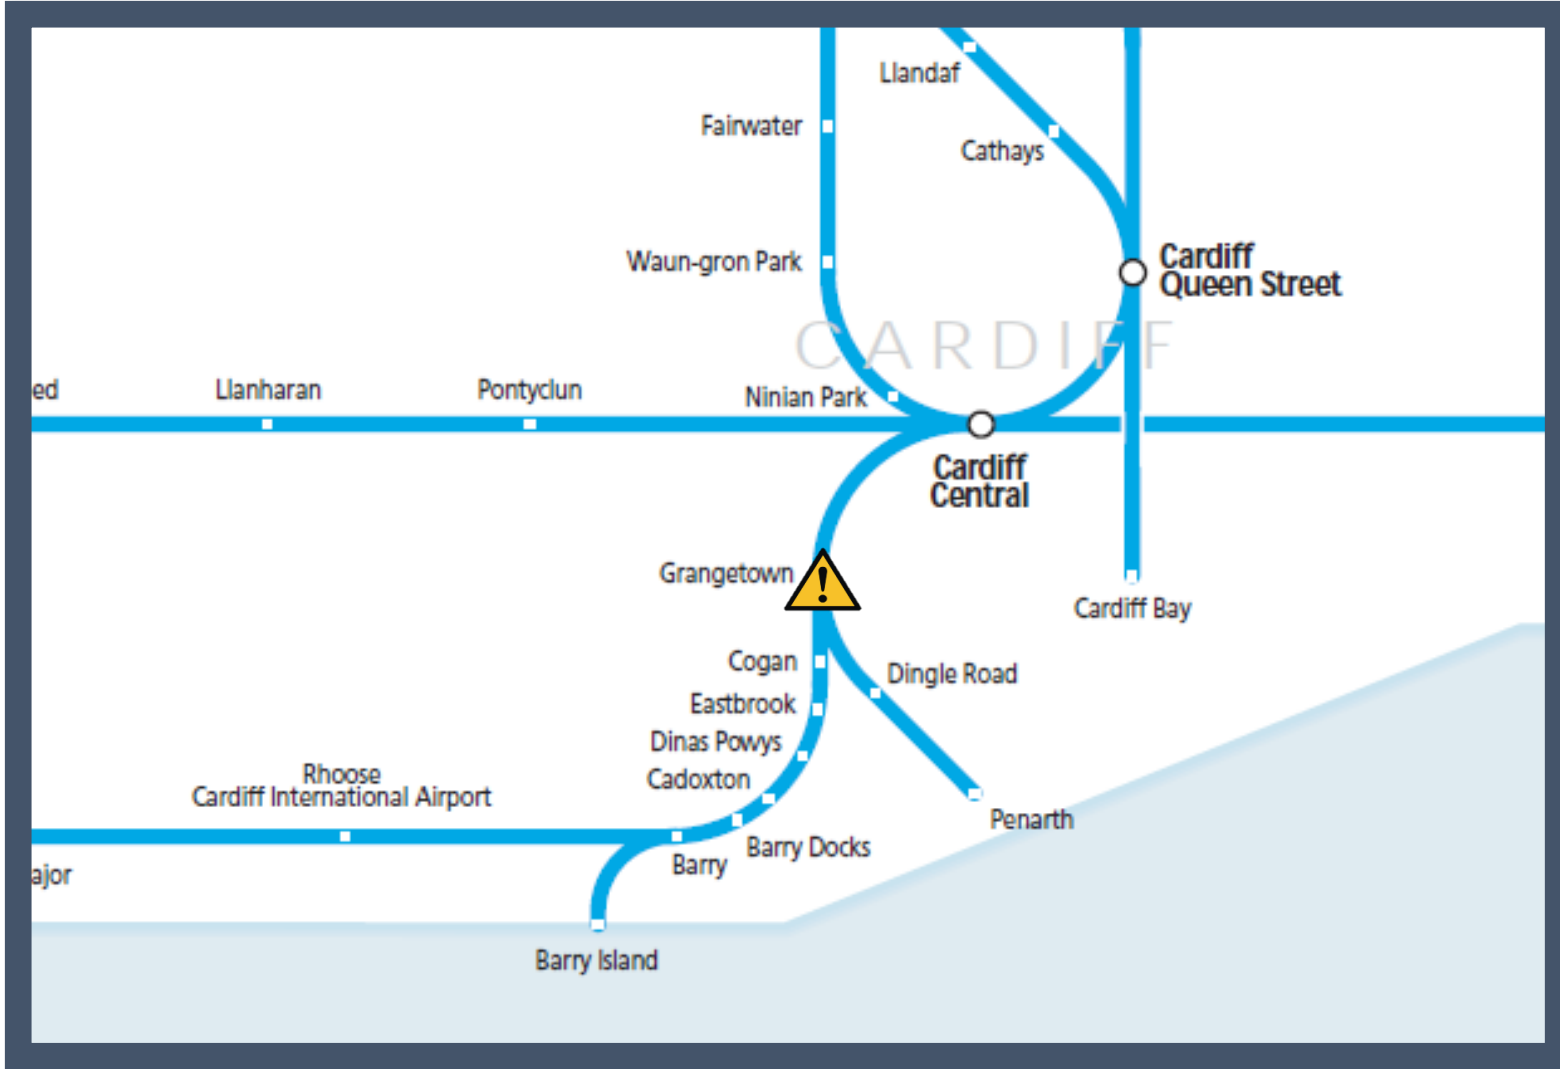 Llandaf
Fairwater
Cathays
Waun-gron Park
Cardiff
Queen Street
CARDIFF
ed
Llanharan
Pontyclun
Ninian Park
Cardiff
Central
Grangetown
!
Cardiff Bay
Cogan
Dingle Road
Eastbrook
Dinas Powys
Cadoxton
Rhoose
Cardiff International Airport
Penarth
Barry Docks
Barry
ajor
Barry Island